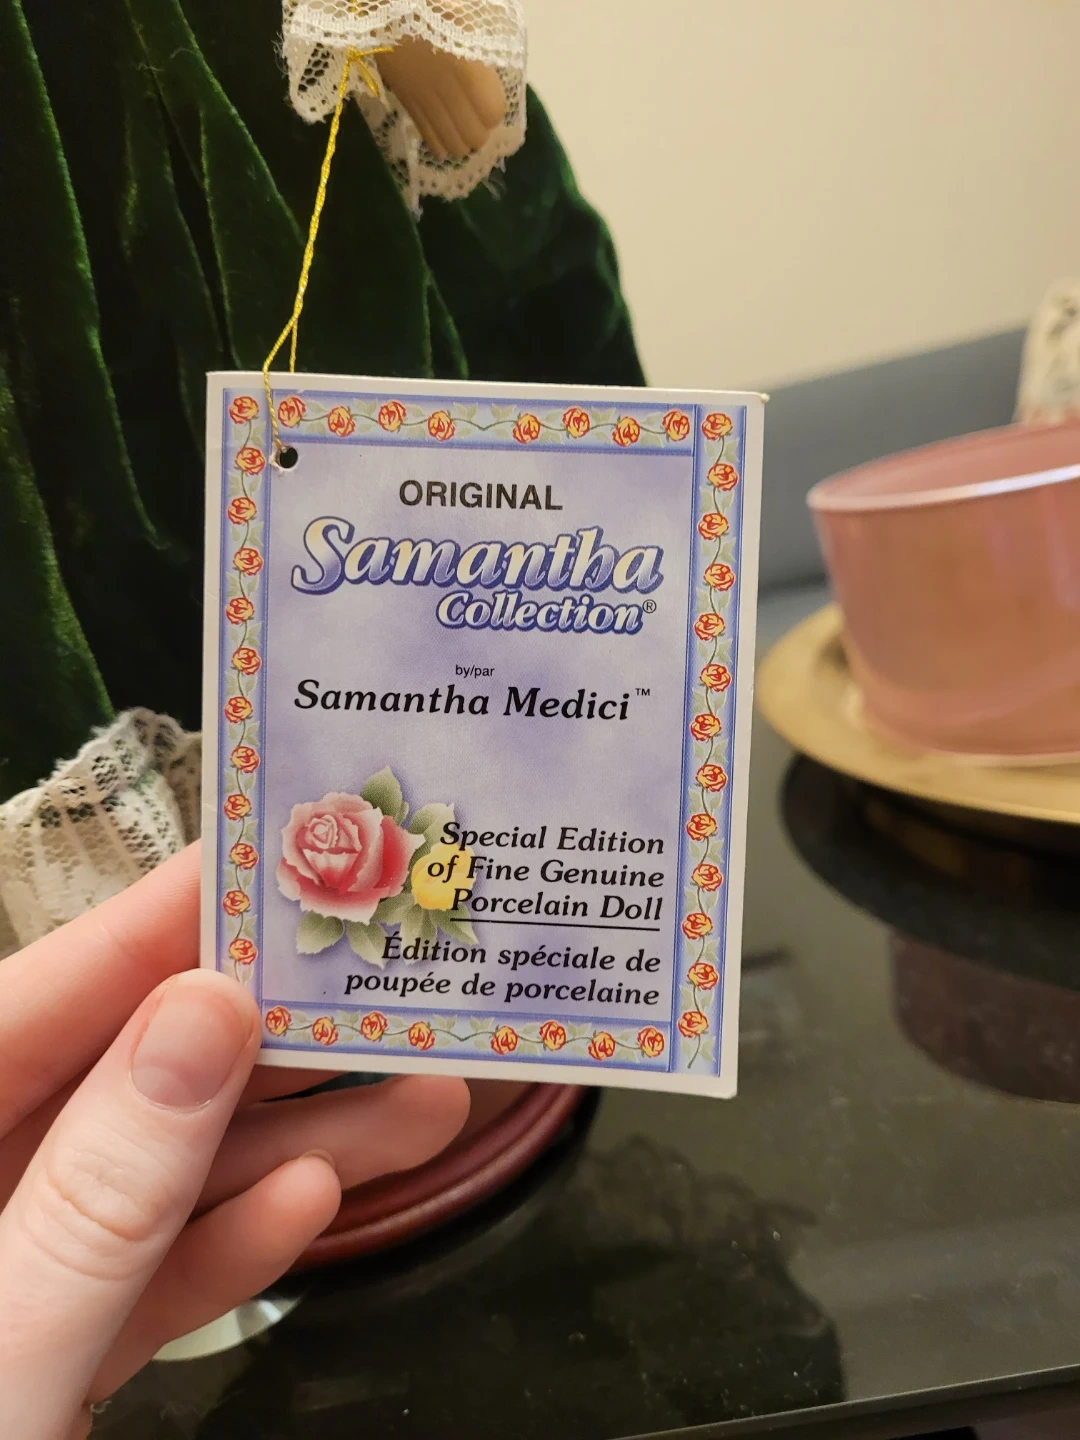 ORIGINAL
Samantha
Collection®
by/par
Samantha Medici™
Special Edition
of Fine Genuine
Porcelain Doll
Édition spéciale de
poupée de porcelaine